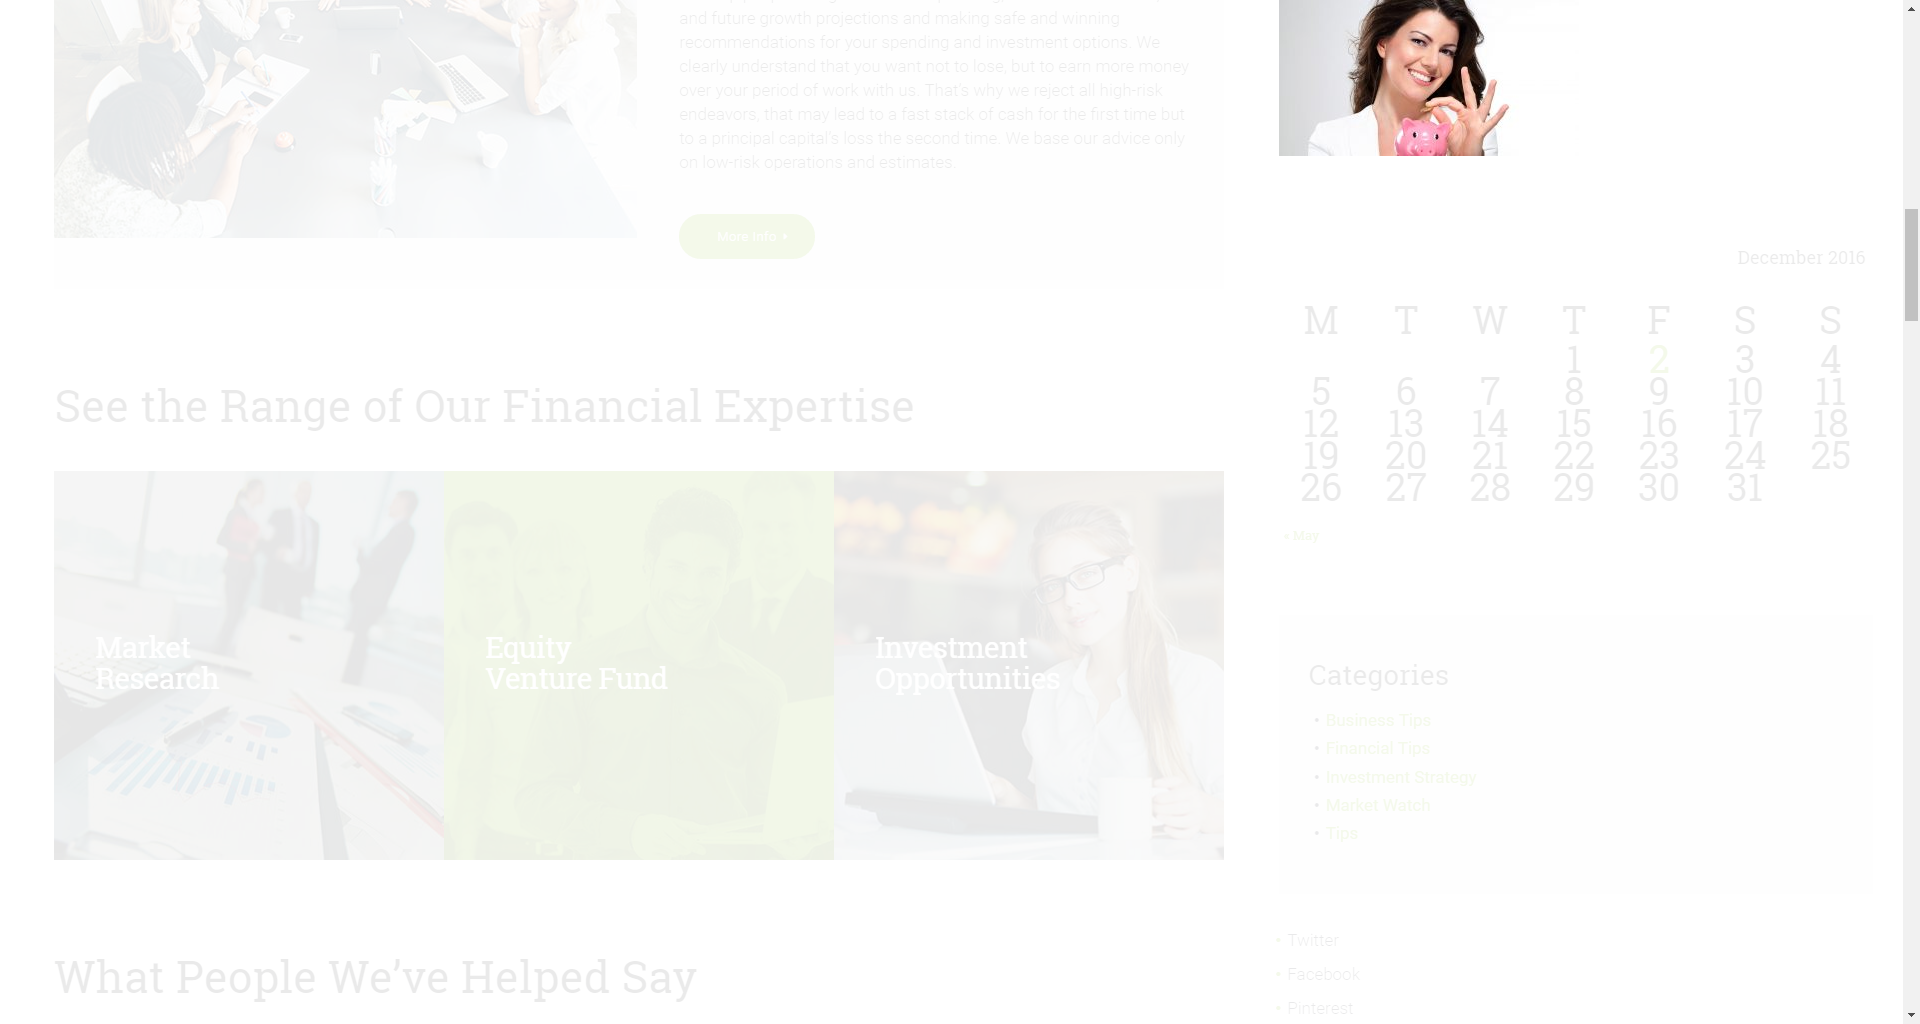 and future growth projections and making safe and winning
recommendations for your spending and investment options. We
clearly understand that you want not to lose, but to earn more money
over your period of work with us. That's why we reject all high-risk
endeavors, that may lead to a fast stack of cash for the first time but
to a principal capital's loss the second time. We base our advice only
on low-risk operations and estimates..
More Info
See the Range of Our Financial Expertise
Market
Research
Equity
Venture Fund
Investment
Opportunities
What People We’ve Helped Say
December 2016
M T W T F S S
1 2 3 4
5 6 7 8 9 10 11
12 13 14 15 16 17 18
19 20 21 22 23 24 25
26 27 28 29 30 31
« May
Categories
• Business Tips
• Financial Tips
• Investment Strategy
• Market Watch
• Tips
• Twitter
• Facebook
• Pinterest